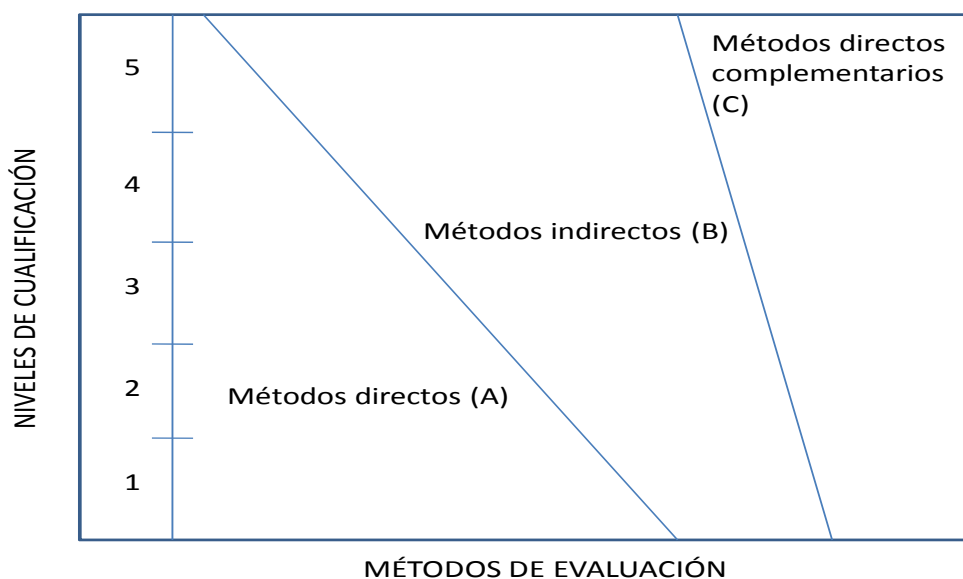 Métodos directos
complementarios
(C)
5
4
Métodos indirectos (B)
3
2
Métodos directos (A)
1
NIVELES DE CUALIFICACIÓN
MÉTODOS DE EVALUACIÓN